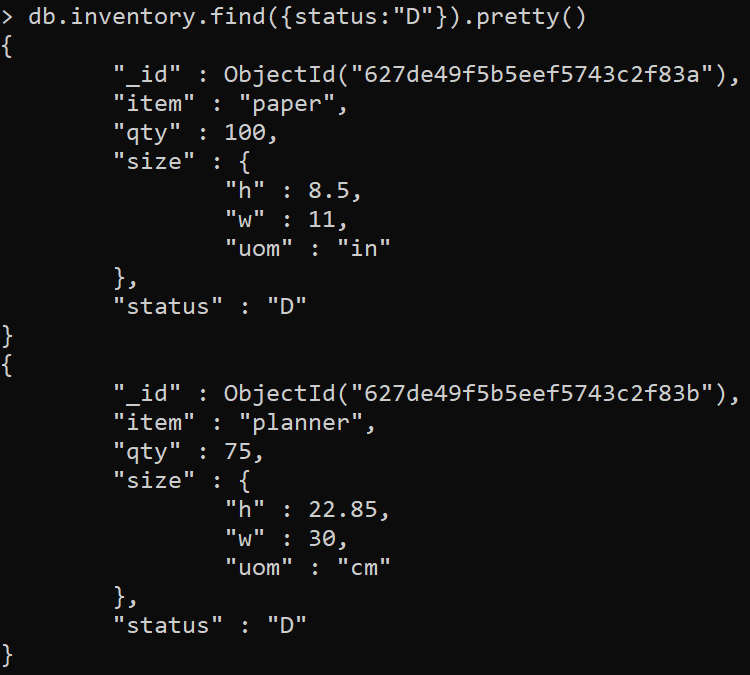 > db.inventory.find({status:"D"}).pretty()
{
        "_id" : ObjectId("627de49f5b5eef5743c2f83a"),
        "item" : "paper",
        "qty" : 100,
        "size" : {
                "h" : 8.5,
                "w" : 11,
                "uom" : "in"
        },
        "status" : "D"
}
{
        "_id" : ObjectId("627de49f5b5eef5743c2f83b"),
        "item" : "planner",
        "qty" : 75,
        "size" : {
                "h" : 22.85,
                "w" : 30,
                "uom" : "cm"
        },
        "status" : "D"
}